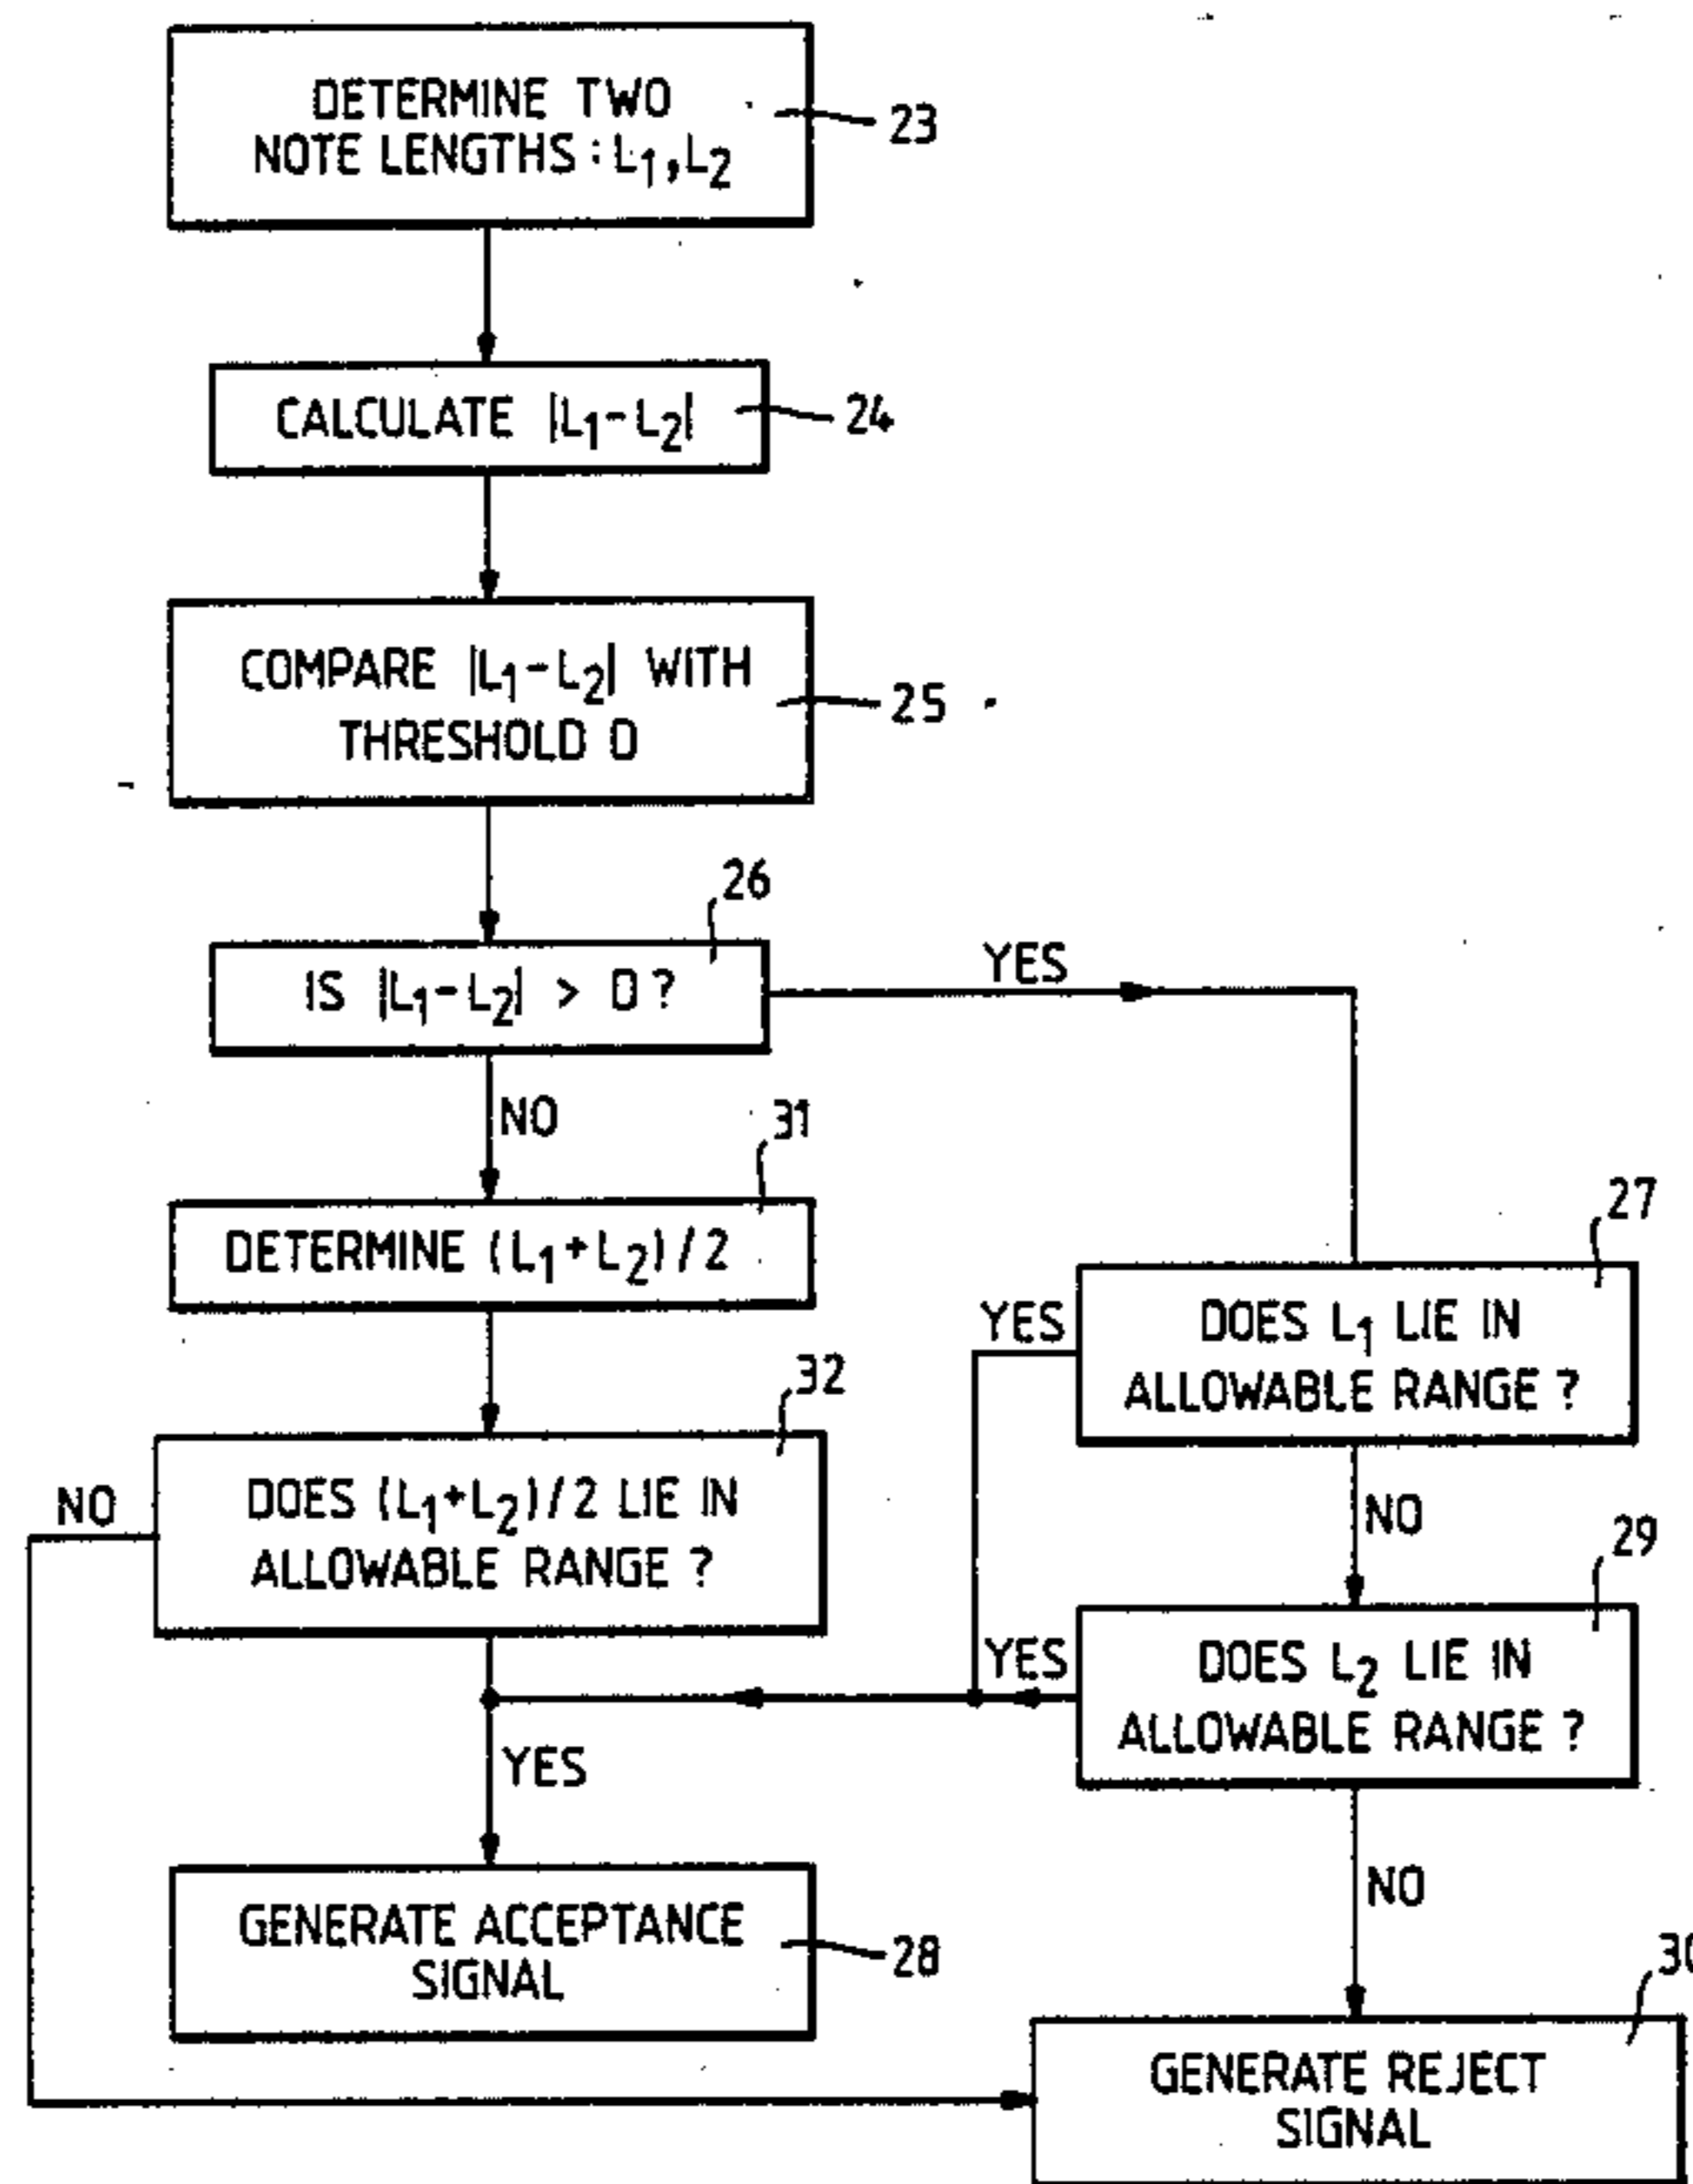 DETERMINE TWO
NOTE LENGTHS : L₁, L₂
23
CALCULATE |L₁-L₂|
24
COMPARE |L₁-L₂| WITH
THRESHOLD D
25
26
IS |L₁-L₂| > D ?
YES
NO
31
DETERMINE (L₁+L₂)/2
27
DOES L₁ LIE IN
ALLOWABLE RANGE ?
YES
NO
32
DOES (L₁+L₂)/2 LIE IN
ALLOWABLE RANGE ?
NO
29
DOES L₂ LIE IN
ALLOWABLE RANGE ?
YES
YES
NO
GENERATE ACCEPTANCE
SIGNAL
28
30
GENERATE REJECT
SIGNAL